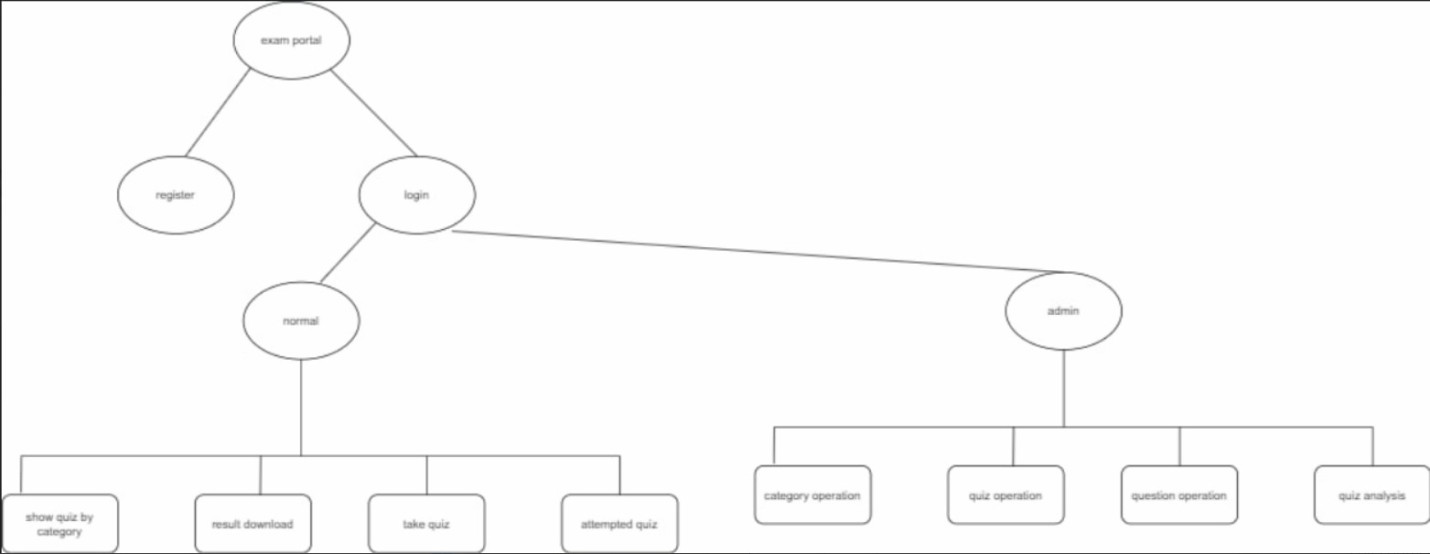 exam portal
register
login
normal
admin
show quiz by
category
result download
take quiz
attempted quiz
category operation
quiz operation
question operation
quiz analysis